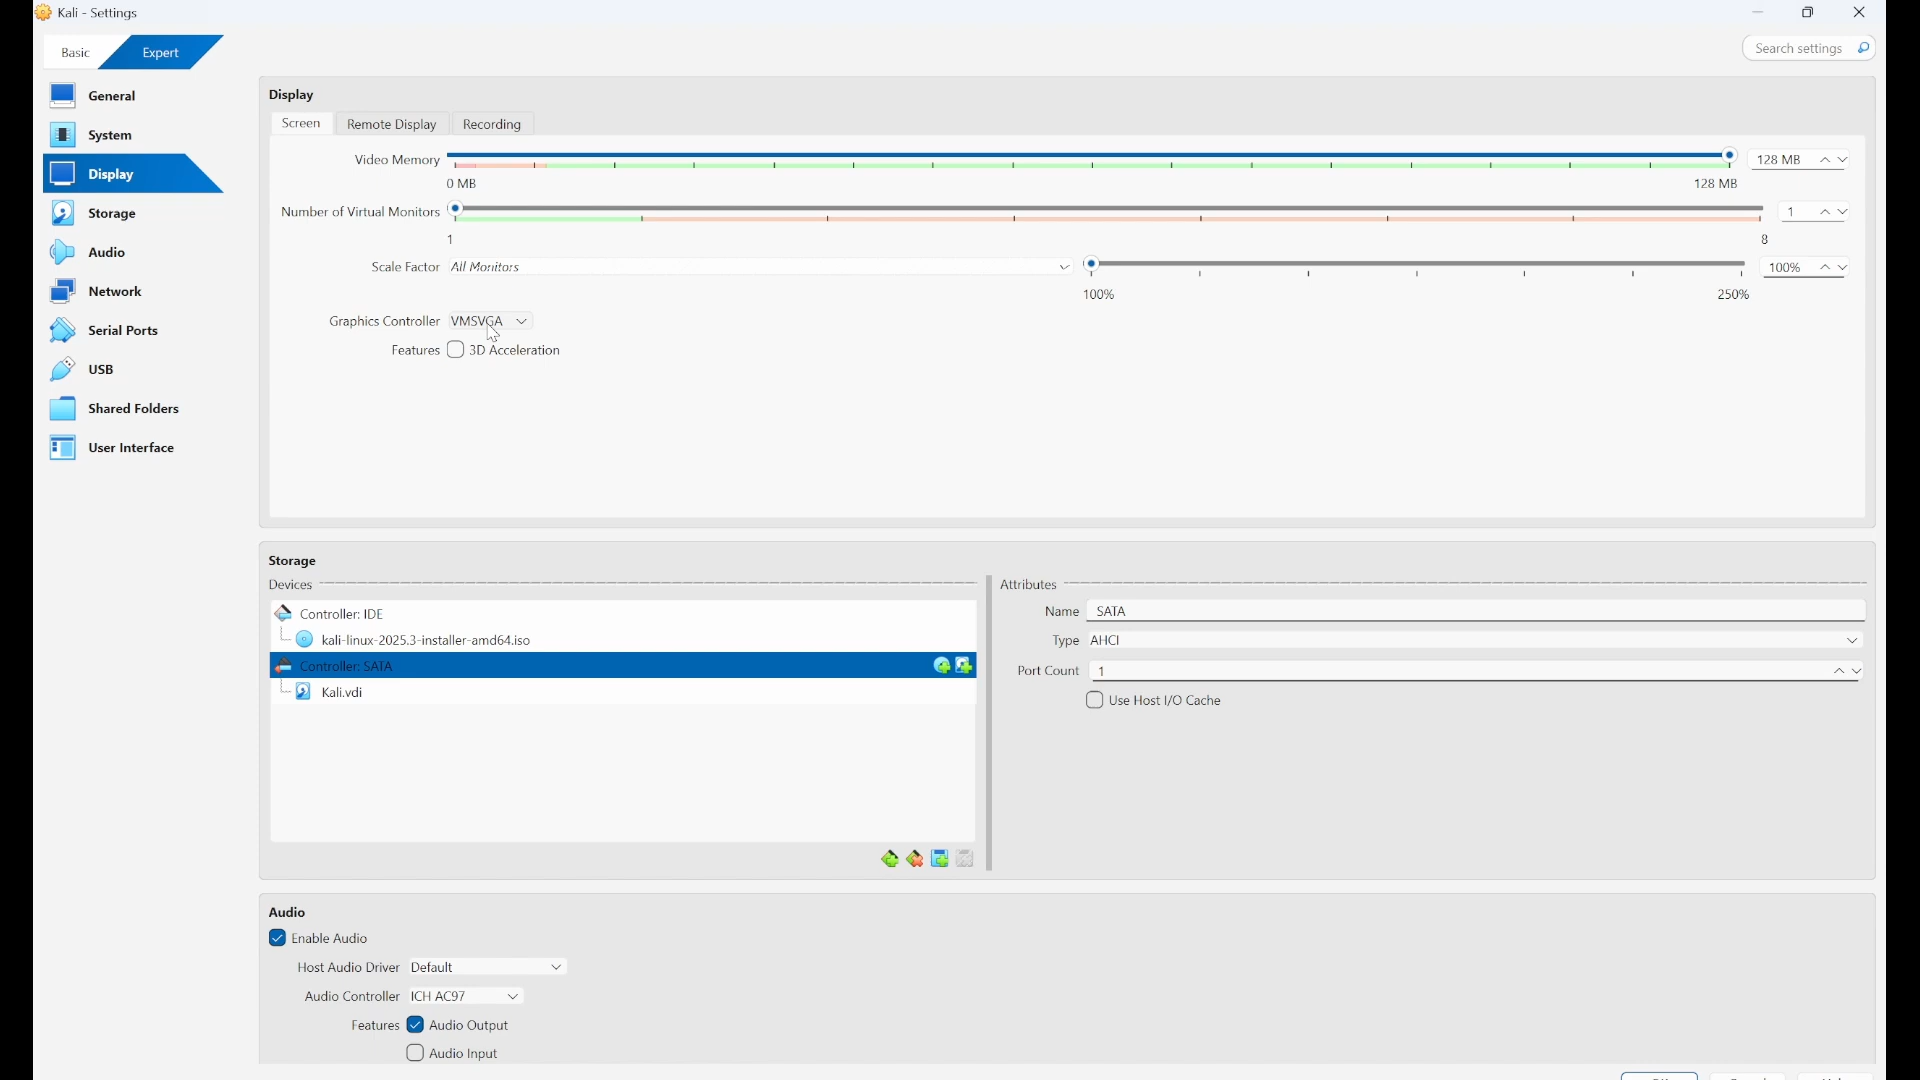 Kali - Settings
Basic
Expert
Search settings
General
System
Display
Storage
Audio
Network
Serial Ports
USB
Shared Folders
User Interface
Display
Screen
Remote Display
Recording
Video Memory
128 MB
0 MB
128 MB
Number of Virtual Monitors
1
1
8
Scale Factor
All Monitors
100%
100%
250%
Graphics Controller
VMSVGA
Features
3D Acceleration
Storage
Devices
Controller: IDE
kali-linux-2025.3-installer-amd64.iso
Controller: SATA
Kali.vdi
Attributes
Name
SATA
Type
AHCI
Port Count
1
Use Host I/O Cache
Audio
Enable Audio
Host Audio Driver
Default
Audio Controller
ICH AC97
Features
Audio Output
Audio Input